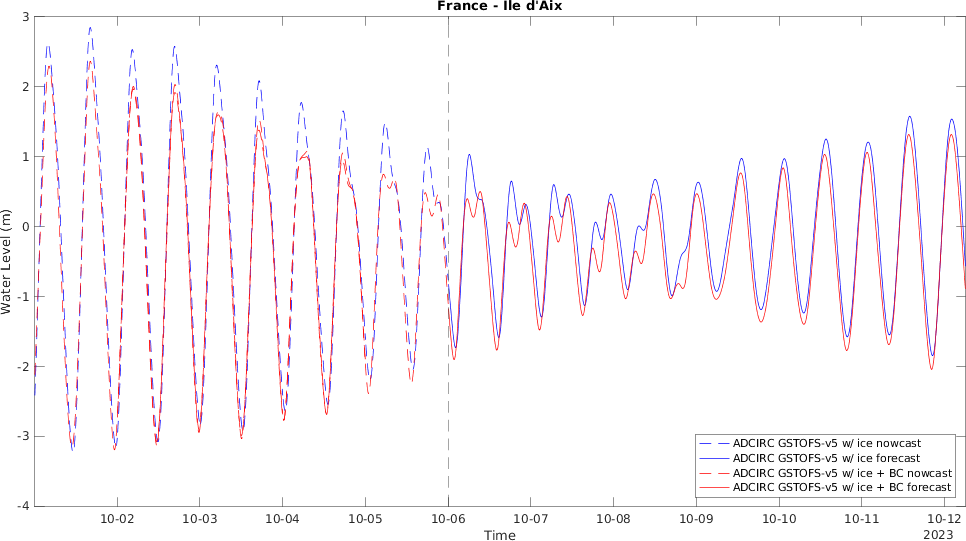 France - Ile d'Aix
3
2
1
0
-1
-2
-3
-4
Water Level (m)
10-02 10-03 10-04 10-05 10-06 10-07 10-08 10-09 10-10 10-11 10-12
Time
2023
ADCIRC GSTOFS-v5 w/ ice nowcast
ADCIRC GSTOFS-v5 w/ ice forecast
ADCIRC GSTOFS-v5 w/ ice + BC nowcast
ADCIRC GSTOFS-v5 w/ ice + BC forecast